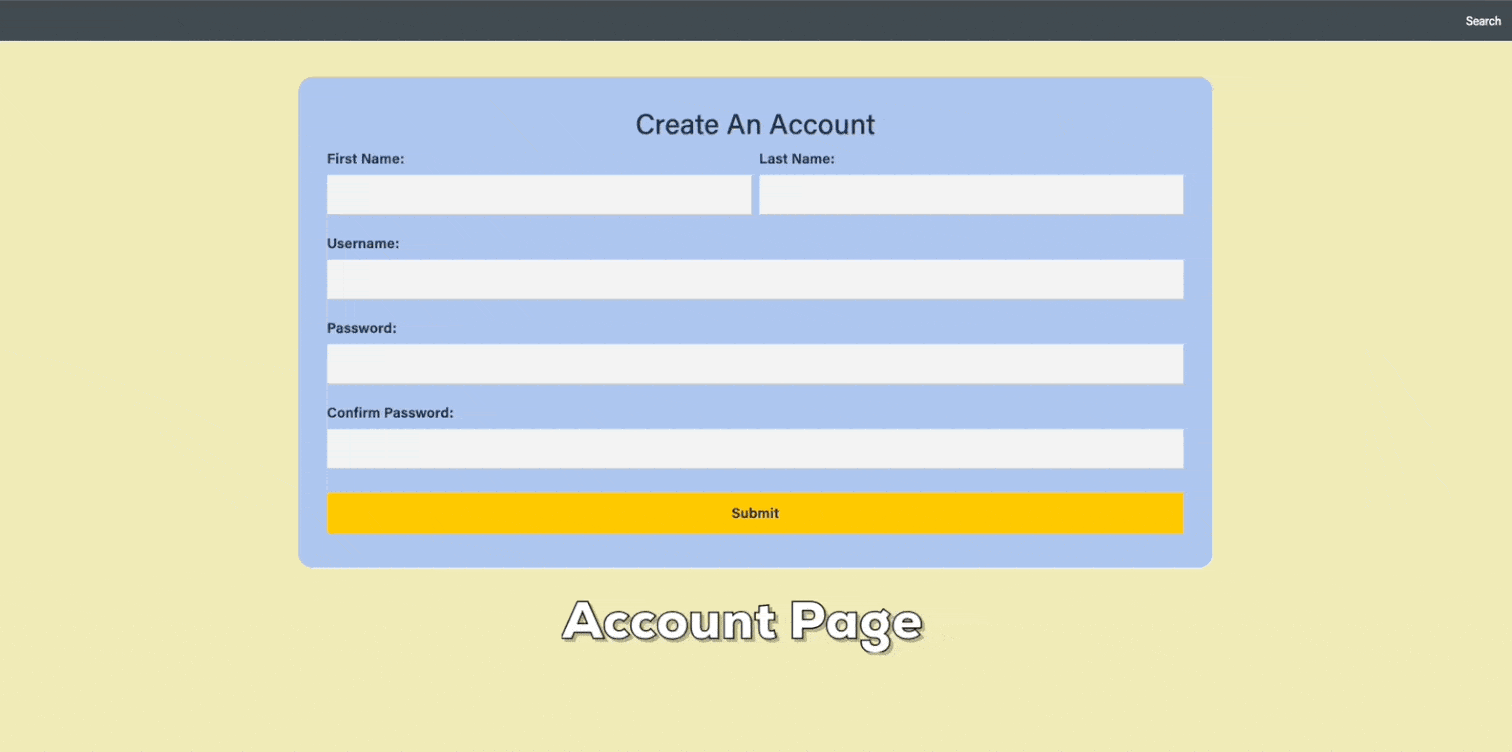 Search
Create An Account
First Name: Last Name:
Username:
Password:
Confirm Password:
Submit
Account Page